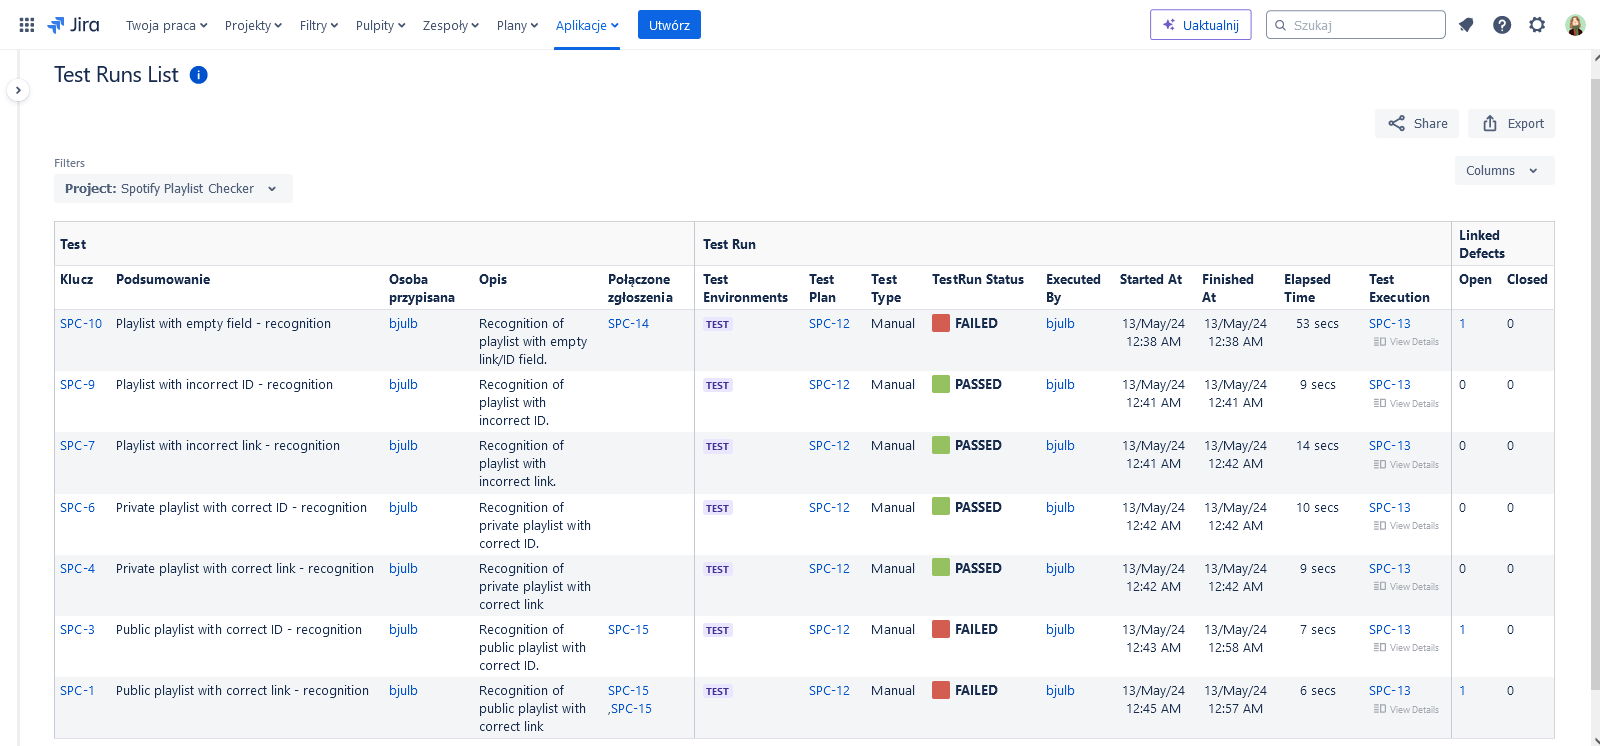 Jira Twoja praca Projekty Filtry Pulpity Zespoły Plany Aplikacje Utwórz Uaktualnij Szukaj
Test Runs List
Share Export
Filters
Project: Spotify Playlist Checker
Columns
Test Test Run Linked Defects
Klucz Podsumowanie Osoba przypisana Opis Połączone zgłoszenia Test Environments Test Plan Test Type TestRun Status Executed By Started At Finished At Elapsed Time Test Execution Open Closed
SPC-10 Playlist with empty field - recognition bjulb Recognition of playlist with empty link/ID field. SPC-14 TEST SPC-12 Manual FAILED bjulb 13/May/24 12:38 AM 13/May/24 12:38 AM 53 secs SPC-13 View Details 1 0
SPC-9 Playlist with incorrect ID - recognition bjulb Recognition of playlist with incorrect ID. TEST SPC-12 Manual PASSED bjulb 13/May/24 12:41 AM 13/May/24 12:41 AM 9 secs SPC-13 View Details 0 0
SPC-7 Playlist with incorrect link - recognition bjulb Recognition of playlist with incorrect link. TEST SPC-12 Manual PASSED bjulb 13/May/24 12:41 AM 13/May/24 12:42 AM 14 secs SPC-13 View Details 0 0
SPC-6 Private playlist with correct ID - recognition bjulb Recognition of private playlist with correct ID. TEST SPC-12 Manual PASSED bjulb 13/May/24 12:42 AM 13/May/24 12:42 AM 10 secs SPC-13 View Details 0 0
SPC-4 Private playlist with correct link - recognition bjulb Recognition of private playlist with correct link TEST SPC-12 Manual PASSED bjulb 13/May/24 12:42 AM 13/May/24 12:42 AM 9 secs SPC-13 View Details 0 0
SPC-3 Public playlist with correct ID - recognition bjulb Recognition of public playlist with correct ID. SPC-15 TEST SPC-12 Manual FAILED bjulb 13/May/24 12:43 AM 13/May/24 12:58 AM 7 secs SPC-13 View Details 1 0
SPC-1 Public playlist with correct link - recognition bjulb Recognition of public playlist with correct link SPC-15 ,SPC-15 TEST SPC-12 Manual FAILED bjulb 13/May/24 12:45 AM 13/May/24 12:57 AM 6 secs SPC-13 View Details 1 0